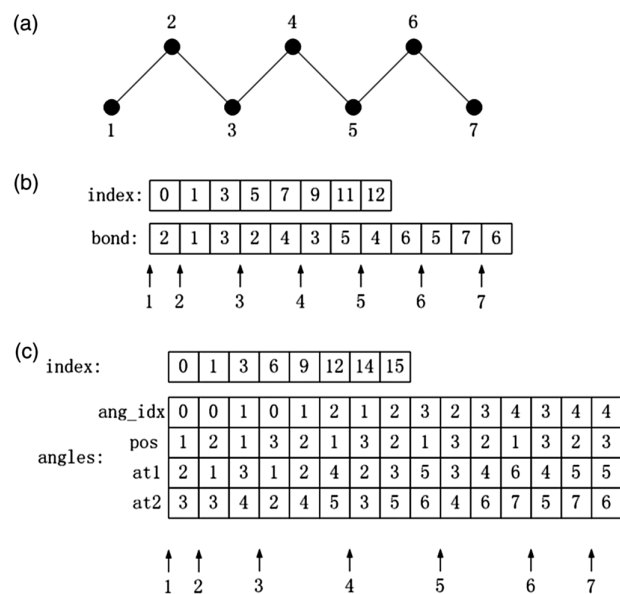 (a)
2 4 6
1 3 5 7
(b)
index: 0 1 3 5 7 9 11 12
bond: 2 1 3 2 4 3 5 4 6 5 7 6
1 2 3 4 5 6 7
(c)
index: 0 1 3 6 9 12 14 15
ang_idx 0 0 1 0 1 2 1 2 3 2 3 4 3 4 4
pos 1 2 1 3 2 1 3 2 1 3 2 1 3 2 3
angles:
at1 2 1 3 1 2 4 2 3 5 3 4 6 4 5 5
at2 3 3 4 2 4 5 3 5 6 4 6 7 5 7 6
1 2 3 4 5 6 7